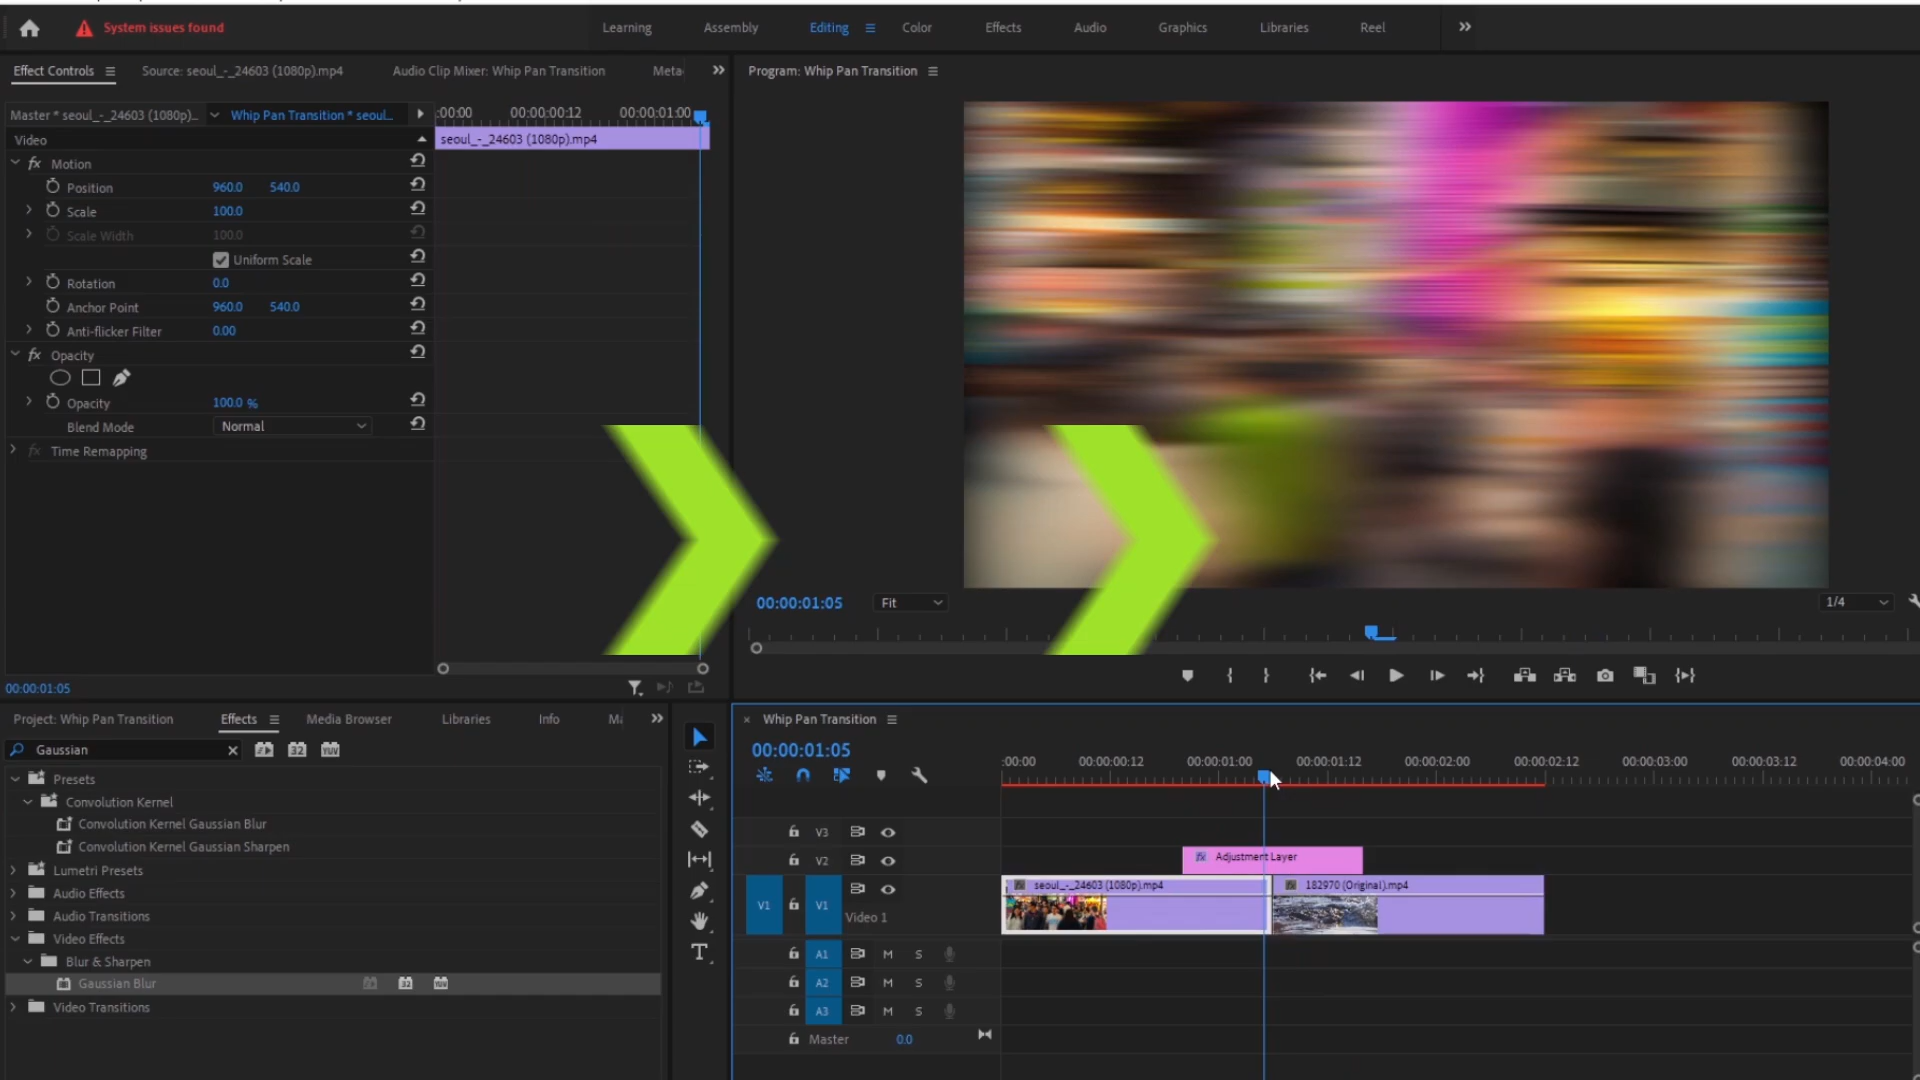 System issues found
Learning
Assembly
Editing
Color
Effects
Audio
Graphics
Libraries
Reel
Effect Controls
Source: seoul_-_24603 (1080p).mp4
Audio Clip Mixer: Whip Pan Transition
Meta
Program: Whip Pan Transition
Master * seoul_-_24603 (1080p)...
Whip Pan Transition * seoul...
:00:00
00:00:00:12
00:00:01:00
Video
seoul_-_24603 (1080p).mp4
fx Motion
Position 960.0 540.0
Scale 100.0
Scale Width 100.0
Uniform Scale
Rotation 0.0
Anchor Point 960.0 540.0
Anti-flicker Filter 0.00
fx Opacity
Opacity 100.0 %
Blend Mode Normal
fx Time Remapping
00:00:01:05
00:00:01:05
Fit
1/4
Project: Whip Pan Transition
Effects
Media Browser
Libraries
Info
Gaussian
32
YUV
Presets
Convolution Kernel
Convolution Kernel Gaussian Blur
Convolution Kernel Gaussian Sharpen
Lumetri Presets
Audio Effects
Audio Transitions
Video Effects
Blur & Sharpen
Gaussian Blur
32
YUV
Video Transitions
× Whip Pan Transition
00:00:01:05
:00:00
00:00:00:12
00:00:01:00
00:00:01:12
00:00:02:00
00:00:02:12
00:00:03:00
00:00:03:12
00:00:04:00
V3
V2
fx Adjustment Layer
V1
V1
Video 1
seoul_-_24603 (1080p).mp4
182970 (Original).mp4
A1 M S
A2 M S
A3 M S
Master 0.0